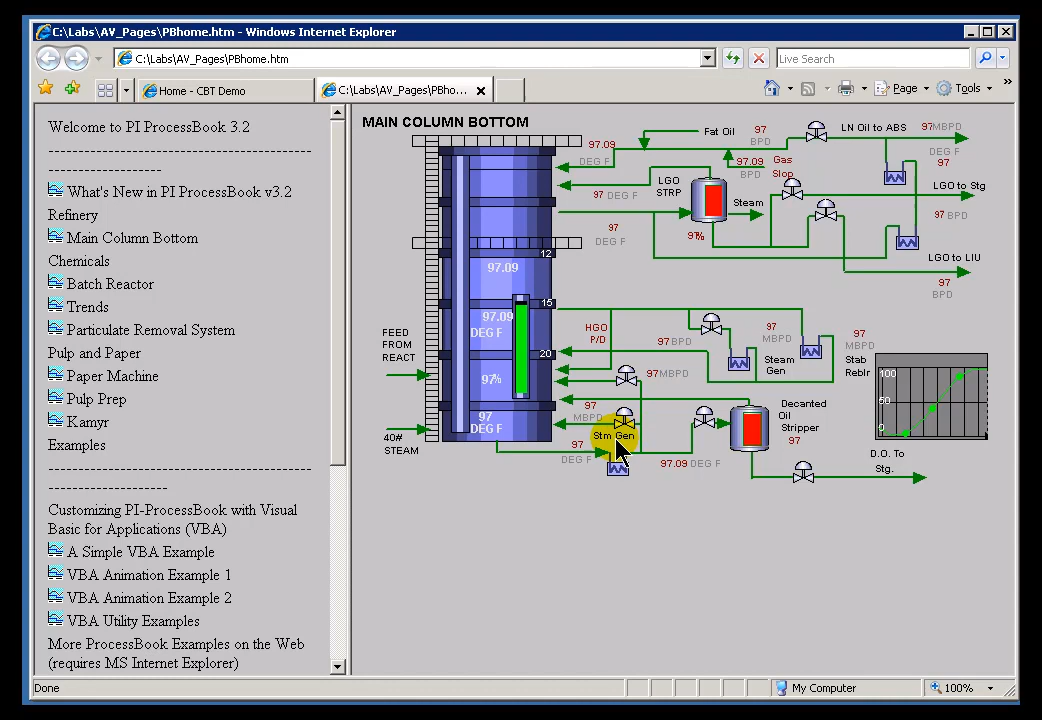 C:\Labs\AV_Pages\PBhome.htm - Windows Internet Explorer
C:\Labs\AV_Pages\PBhome.htm
Live Search
Home - CBT Demo
C:\Labs\AV_Pages\PBho...
Page
Tools
Welcome to PI ProcessBook 3.2
What's New in PI ProcessBook v3.2
Refinery
Main Column Bottom
Chemicals
Batch Reactor
Trends
Particulate Removal System
Pulp and Paper
Paper Machine
Pulp Prep
Kamyr
Examples
Customizing PI-ProcessBook with Visual
Basic for Applications (VBA)
A Simple VBA Example
VBA Animation Example 1
VBA Animation Example 2
VBA Utility Examples
More ProcessBook Examples on the Web
(requires MS Internet Explorer)
MAIN COLUMN BOTTOM
97.09
DEG F
Fat Oil
97
BPD
LN Oil to ABS
97MBPD
DEG F
97
97.09
BPD
Gas
Slop
97 DEG F
LGO
STRP
Steam
LGO to Stg
97 BPD
97
DEG F
97%
LGO to LIU
97
BPD
12
97.09
15
97.09
DEG F
20
97%
97
DEG F
FEED
FROM
REACT
40#
STEAM
HGO
P/D
97BPD
97
MBPD
Steam
Gen
97
MBPD
Stab
Reblr
97MBPD
97
MBPD
Stm Gen
97
DEG F
97.09 DEG F
Decanted
Oil
Stripper
97
100
50
0
D.O. To
Stg.
Done
My Computer
100%